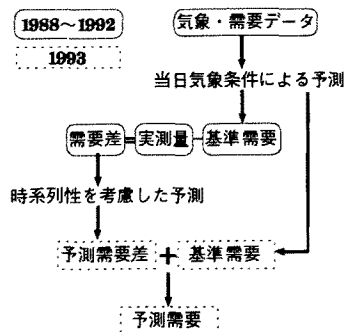 1988～1992
気象・需要データ
1993
当日気象条件による予測
需要差=実測量-基準需要
時系列性を考慮した予測
予測需要差+基準需要
予測需要